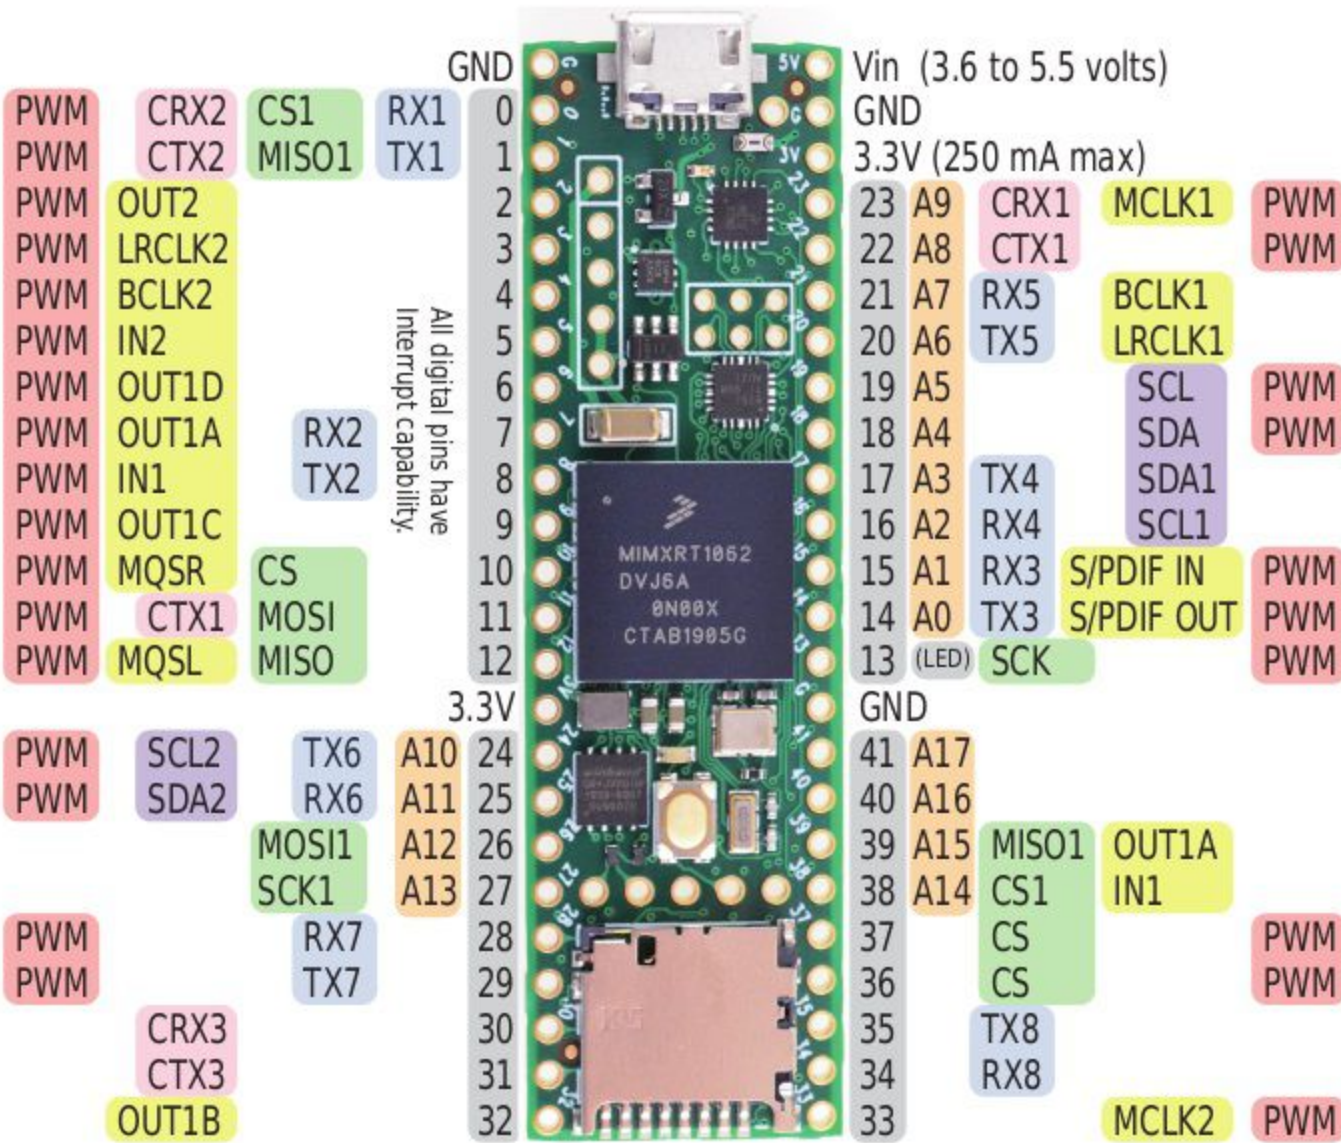 GND 5V Vin (3.6 to 5.5 volts)
PWM CRX2 CS1 RX1 0 GND
PWM CTX2 MISO1 TX1 1 3.3V (250 mA max)
PWM OUT2 2 23 A9 CRX1 MCLK1 PWM
PWM LRCLK2 3 22 A8 CTX1 PWM
PWM BCLK2 4 21 A7 RX5 BCLK1
PWM IN2 5 20 A6 TX5 LRCLK1
PWM OUT1D 6 19 A5 SCL PWM
PWM OUT1A RX2 7 18 A4 SDA PWM
PWM IN1 TX2 8 17 A3 TX4 SDA1
PWM OUT1C 9 16 A2 RX4 SCL1
PWM MQSR CS 10 15 A1 RX3 S/PDIF IN PWM
PWM CTX1 MOSI 11 14 A0 TX3 S/PDIF OUT PWM
PWM MQSL MISO 12 13 (LED) SCK PWM
All digital pins have
Interrupt capability.
MIMXRT1062
DVJ6A
0N00X
CTAB1905G
3.3V GND
PWM SCL2 TX6 A10 24 41 A17
PWM SDA2 RX6 A11 25 40 A16
MOSI1 A12 26 39 A15 MISO1 OUT1A
SCK1 A13 27 38 A14 CS1 IN1
PWM RX7 28 37 CS PWM
PWM TX7 29 36 CS PWM
CRX3 30 35 TX8
CTX3 31 34 RX8
OUT1B 32 33 MCLK2 PWM